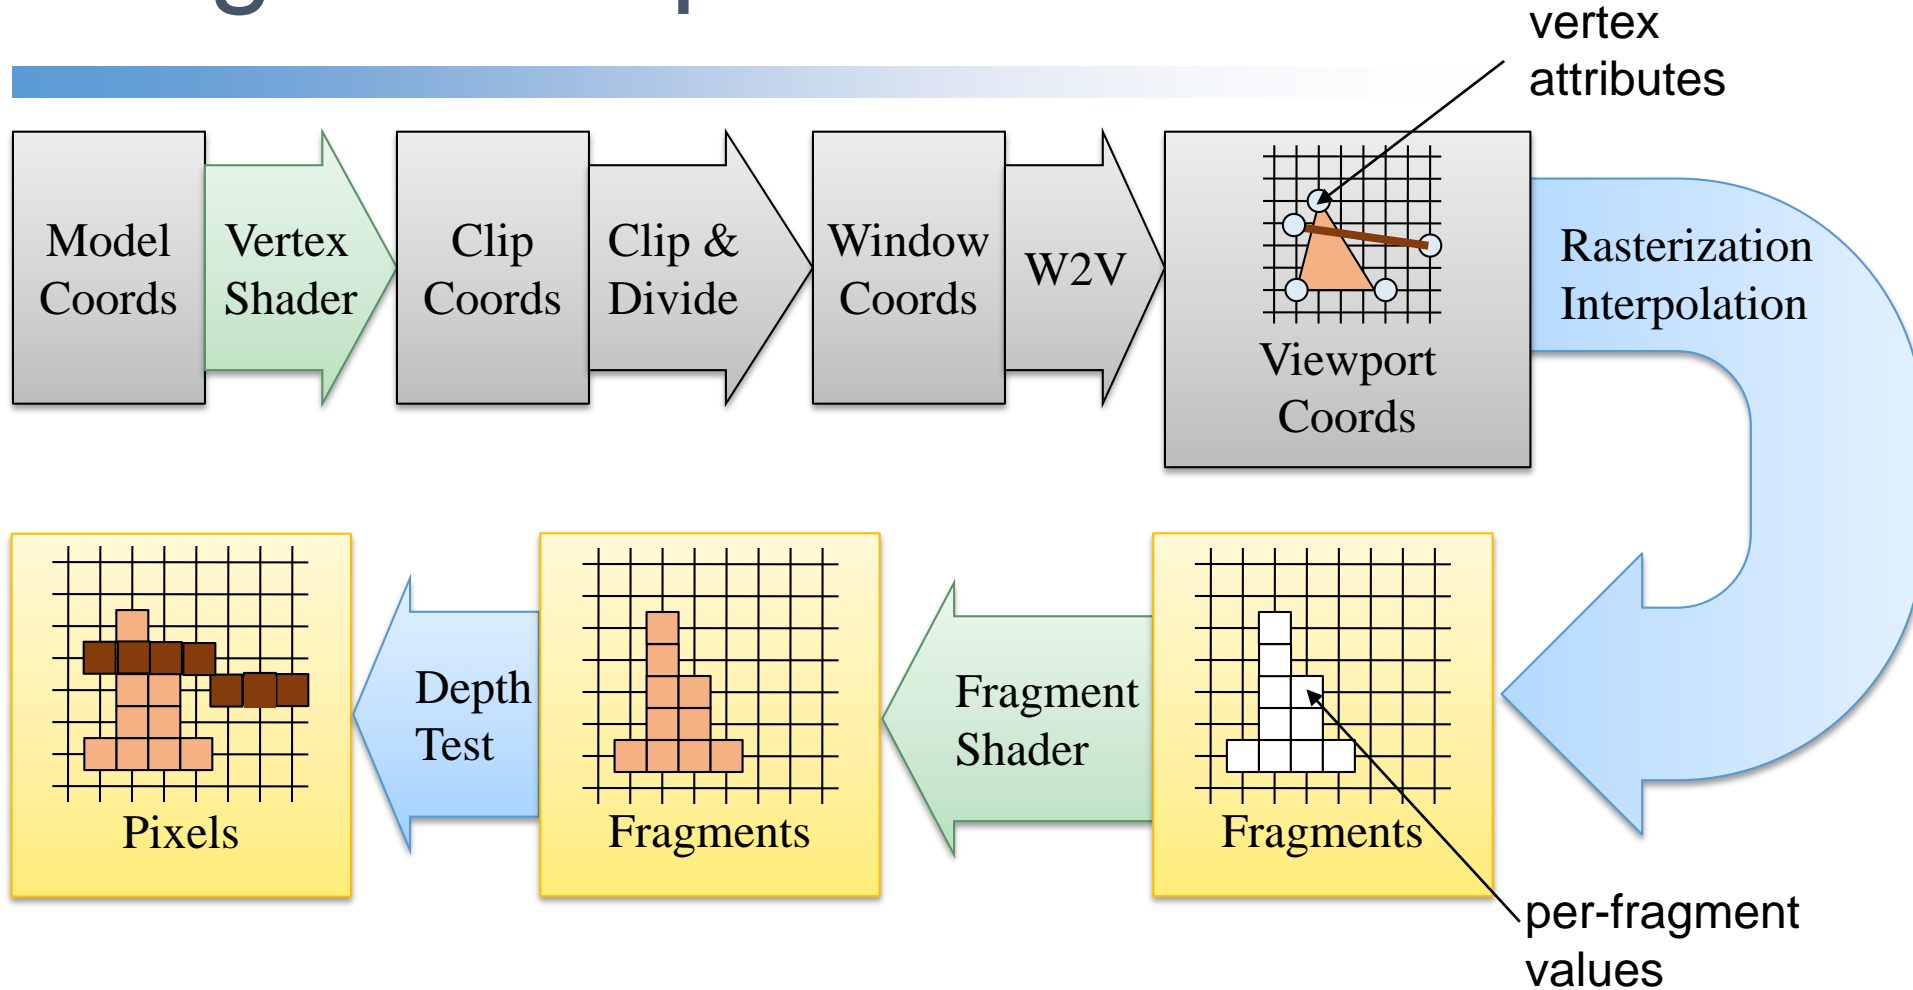 vertex
attributes
Model
Coords
Vertex
Shader
Clip
Coords
Clip &
Divide
Window
Coords
W2V
Viewport
Coords
Rasterization
Interpolation
Pixels
Depth
Test
Fragments
Fragment
Shader
Fragments
per-fragment
values